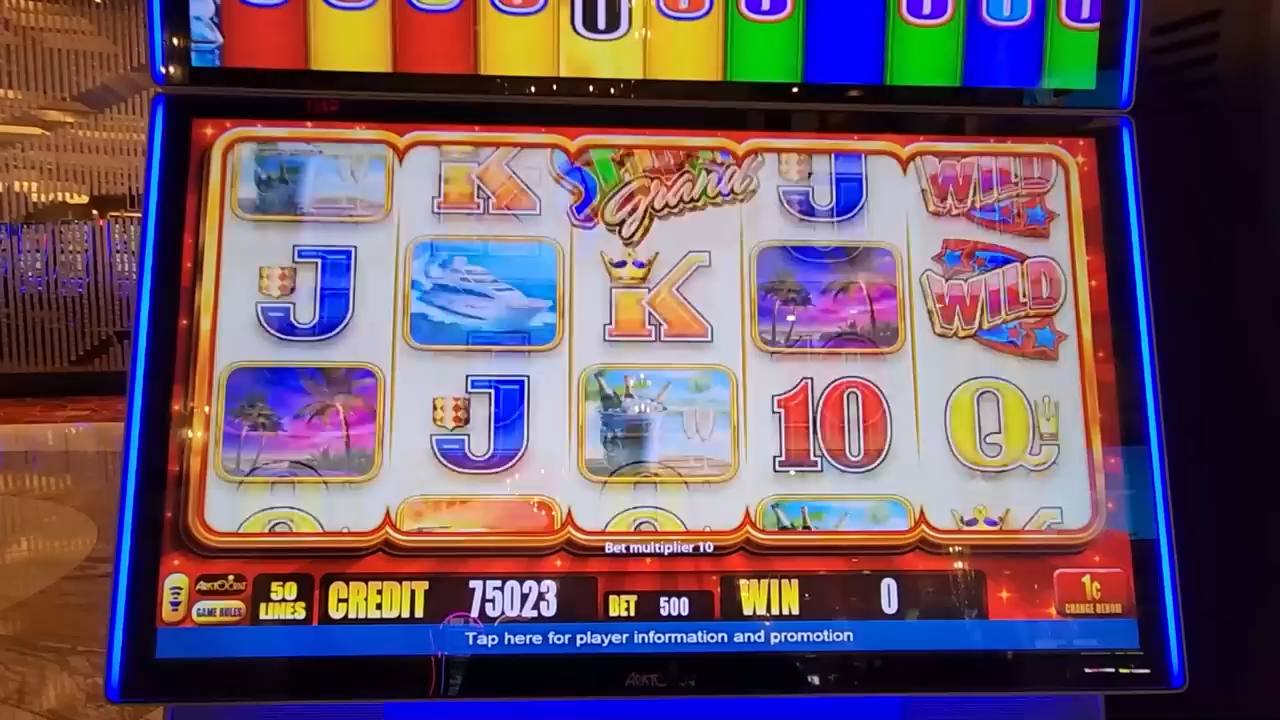 K
Grand
J
WILD
J
K
WILD
J
10
Q
Bet multiplier 10
ARISTOCRAT
GAME RULES
50 LINES
CREDIT 75023
BET 500
WIN 0
1¢
CHANGE DENOM
Tap here for player information and promotion